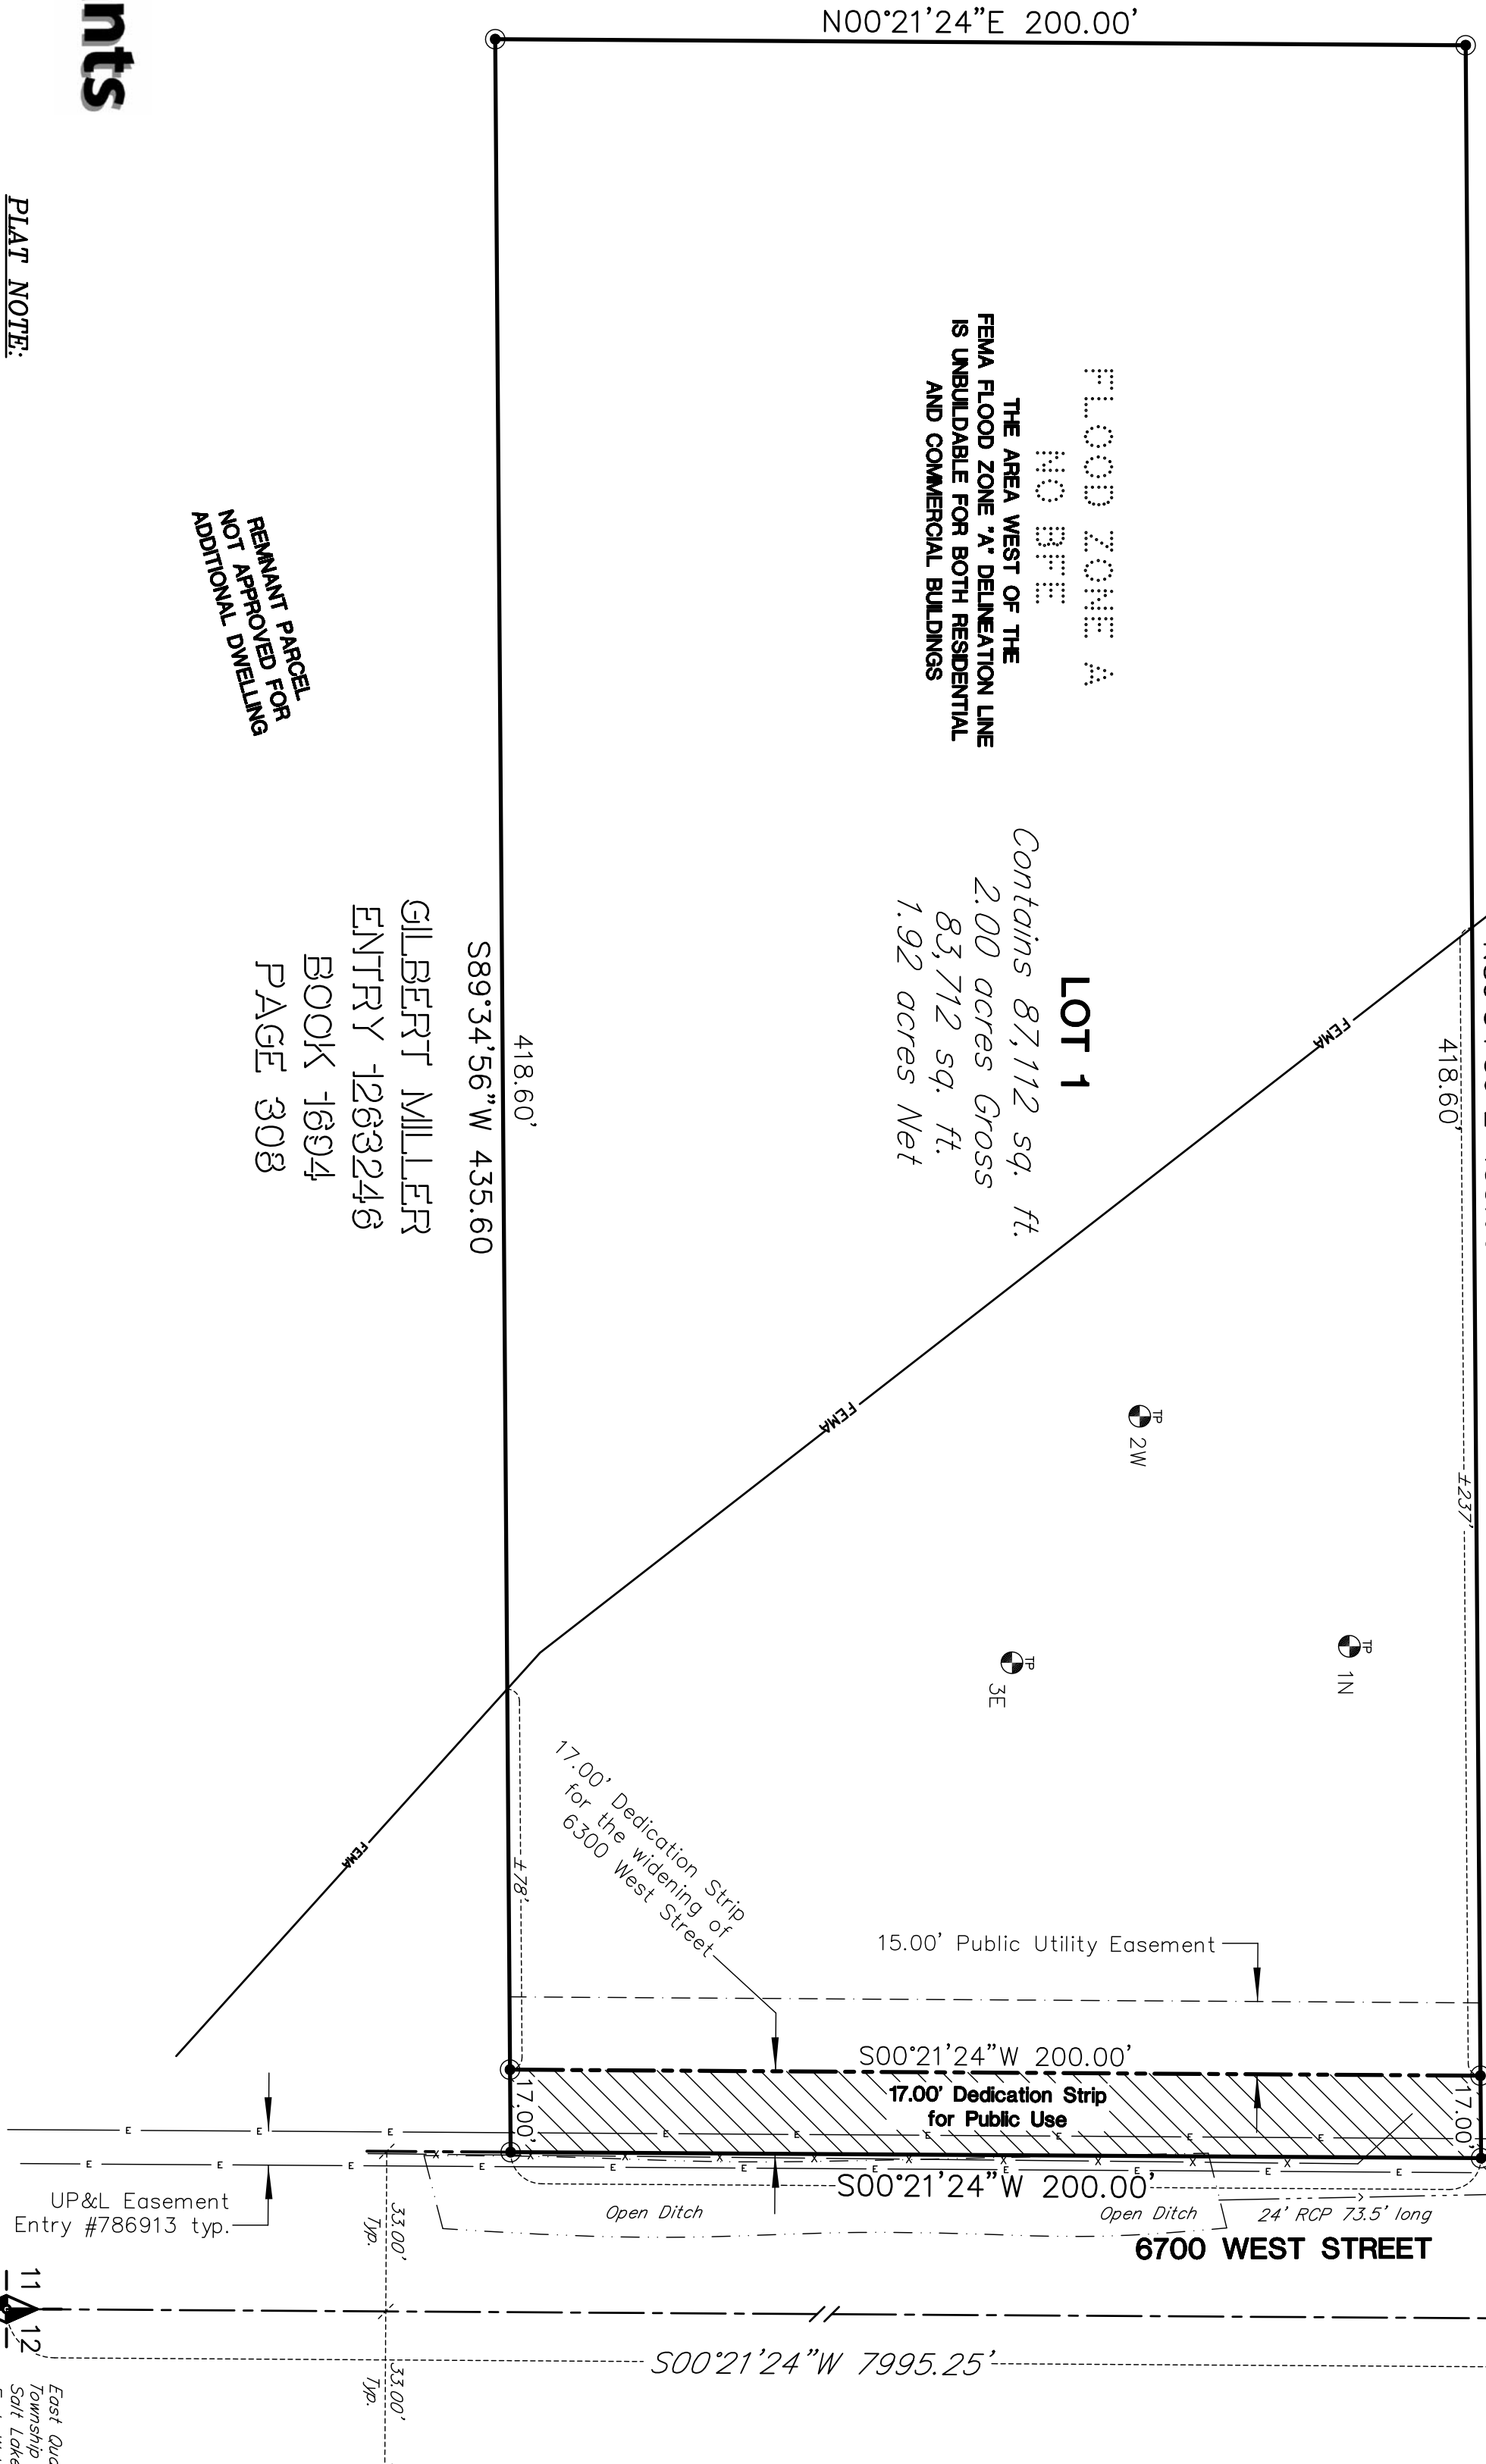 N00°21'24"E 200.00'
nts
PLAT NOTE:
FLOOD ZONE A
NO BFE
THE AREA WEST OF THE
FEMA FLOOD ZONE "A" DELINEATION LINE
IS UNBUILDABLE FOR BOTH RESIDENTIAL
AND COMMERCIAL BUILDINGS
REMNANT PARCEL
NOT APPROVED FOR
ADDITIONAL DWELLING
LOT 1
Contains 87,112 sq. ft.
2.00 acres Gross
83,712 sq. ft.
1.92 acres Net
418.60'
S89°34'56"W 435.60
GILBERT MILLER
ENTRY 1263246
BOOK 1694
PAGE 308
FEMA
418.60'
FEMA
TP
2W
±237'
TP
1N
TP
3E
FEMA
±78'
17.00' Dedication Strip
for the widening of
6300 West Street
15.00' Public Utility Easement
S00°21'24"W 200.00'
17.00'
17.00' Dedication Strip
for Public Use
17.00'
E E E E E E E E
X X X X X X X X
E E E E E E E E E E E
S00°21'24"W 200.00'
UP&L Easement
Entry #786913 typ.
Open Ditch
Open Ditch
24' RCP 73.5' long
33.00'
Typ.
6700 WEST STREET
11
12
S00°21'24"W 7995.25'
33.00'
Typ.
East Qua
Township
Salt Lake